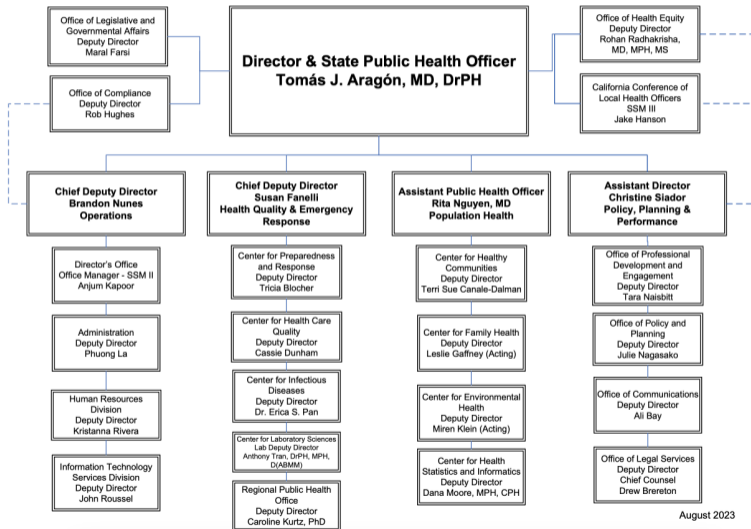 Office of Legislative and
Governmental Affairs
Deputy Director
Maral Farsi
Office of Compliance
Deputy Director
Rob Hughes
Director & State Public Health Officer
Tomás J. Aragón, MD, DrPH
Office of Health Equity
Deputy Director
Rohan Radhakrisha,
MD, MPH, MS
California Conference of
Local Health Officers
SSM III
Jake Hanson
Chief Deputy Director
Brandon Nunes
Operations
Director's Office
Office Manager - SSM II
Anjum Kapoor
Administration
Deputy Director
Phuong La
Human Resources
Division
Deputy Director
Kristanna Rivera
Information Technology
Services Division
Deputy Director
John Roussel
Chief Deputy Director
Susan Fanelli
Health Quality & Emergency
Response
Center for Preparedness
and Response
Deputy Director
Tricia Blocher
Center for Health Care
Quality
Deputy Director
Cassie Dunham
Center for Infectious
Diseases
Deputy Director
Dr. Erica S. Pan
Center for Laboratory Sciences
Lab Deputy Director
Anthony Tran, DrPH, MPH,
D(ABMM)
Regional Public Health
Office
Deputy Director
Caroline Kurtz, PhD
Assistant Public Health Officer
Rita Nguyen, MD
Population Health
Center for Healthy
Communities
Deputy Director
Terri Sue Canale-Dalman
Center for Family Health
Deputy Director
Leslie Gaffney (Acting)
Center for Environmental
Health
Deputy Director
Miren Klein (Acting)
Center for Health
Statistics and Informatics
Deputy Director
Dana Moore, MPH, CPH
Assistant Director
Christine Siador
Policy, Planning &
Performance
Office of Professional
Development and
Engagement
Deputy Director
Tara Naisbitt
Office of Policy and
Planning
Deputy Director
Julie Nagasako
Office of Communications
Deputy Director
Ali Bay
Office of Legal Services
Deputy Director
Chief Counsel
Drew Brereton
August 2023